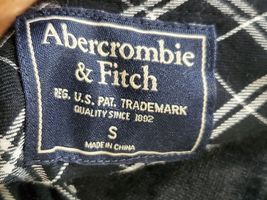 Abercrombie
& Fitch
REG. U.S. PAT. TRADEMARK
QUALITY SINCE 1892
S
MADE IN CHINA